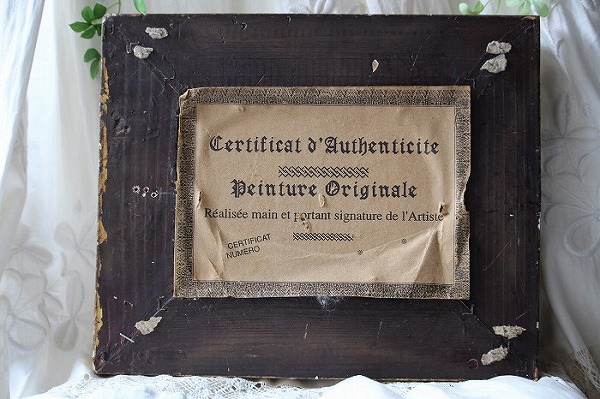 Certificat d'Authenticite
Peinture Originale
Réalisée main et portant signature de l'Artiste
CERTIFICAT
NUMERO